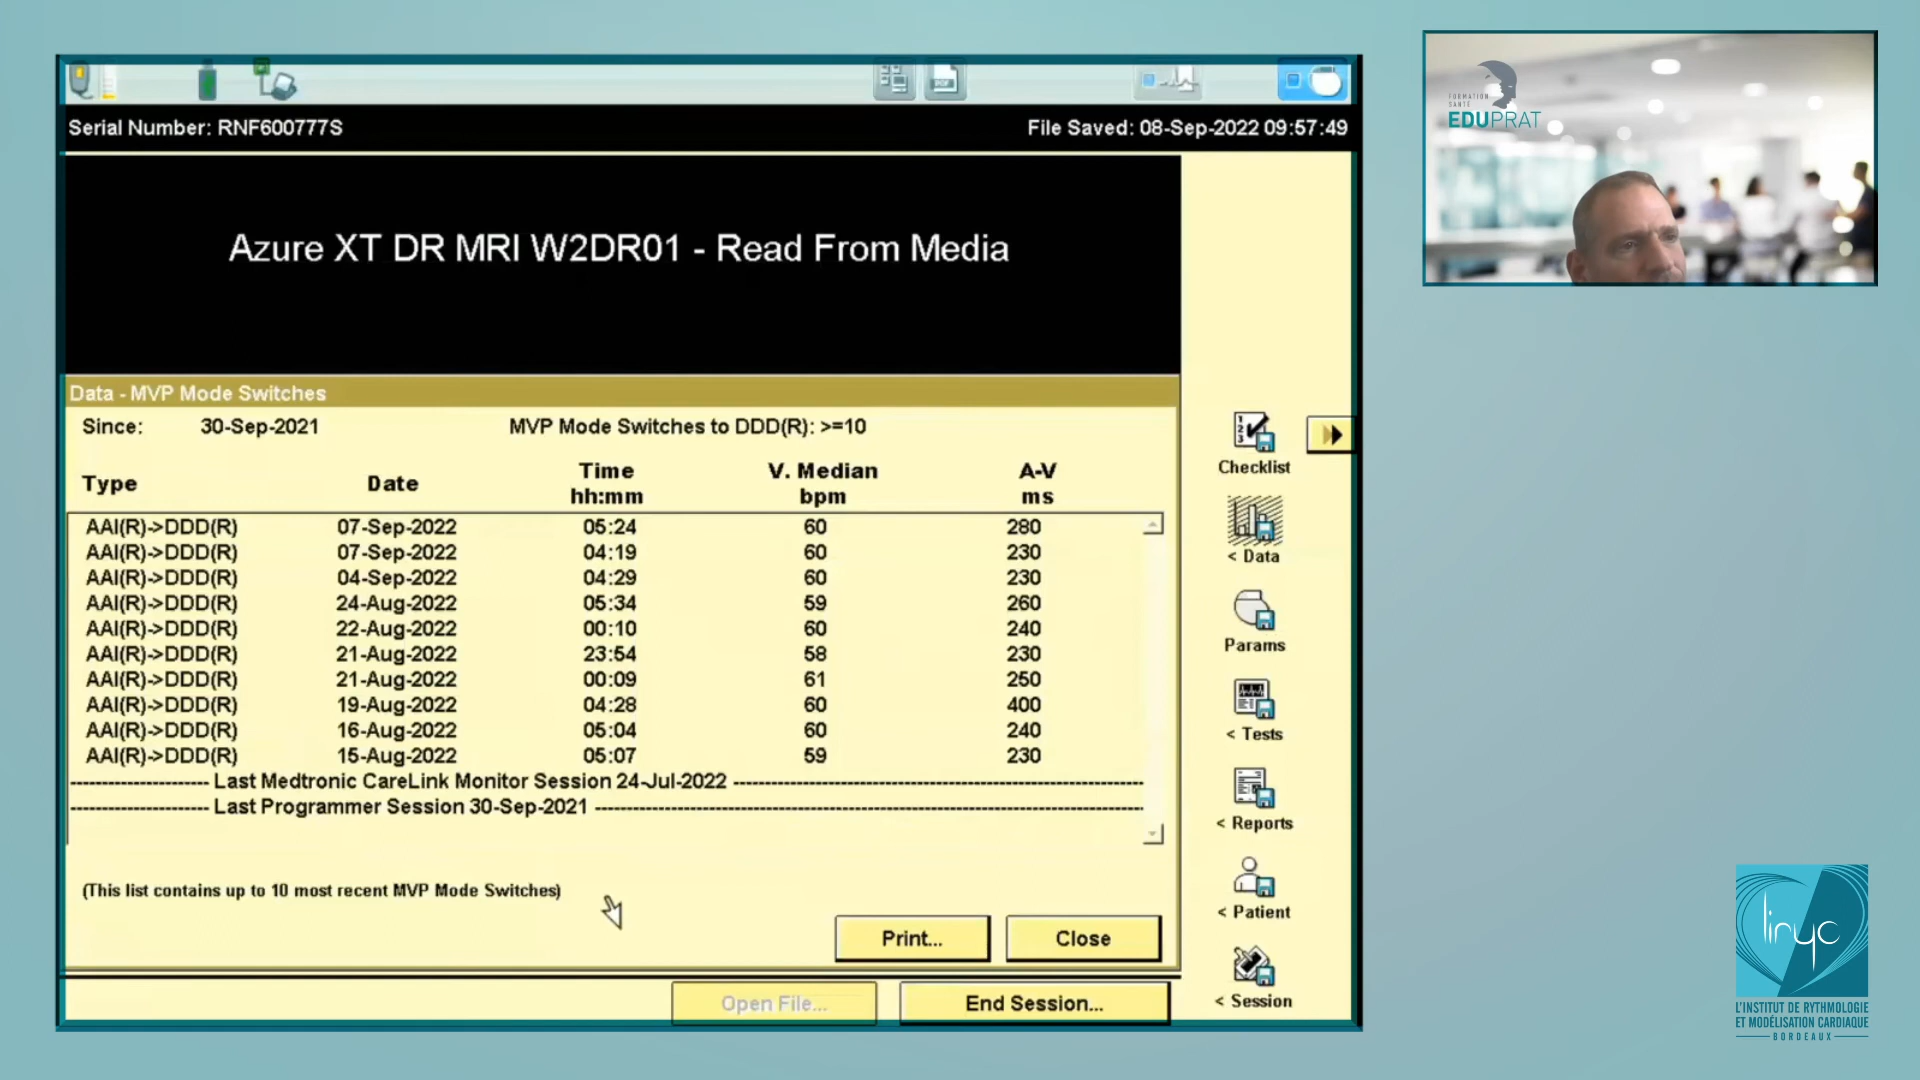 Serial Number: RNF600777S
File Saved: 08-Sep-2022 09:57:49
Azure XT DR MRI W2DR01 - Read From Media
Data - MVP Mode Switches
Since: 30-Sep-2021 MVP Mode Switches to DDD(R): >=10
Type Date Time hh:mm V. Median bpm A-V ms
AAI(R)->DDD(R) 07-Sep-2022 05:24 60 280
AAI(R)->DDD(R) 07-Sep-2022 04:19 60 230
AAI(R)->DDD(R) 04-Sep-2022 04:29 60 230
AAI(R)->DDD(R) 24-Aug-2022 05:34 59 260
AAI(R)->DDD(R) 22-Aug-2022 00:10 60 240
AAI(R)->DDD(R) 21-Aug-2022 23:54 58 230
AAI(R)->DDD(R) 21-Aug-2022 00:09 61 250
AAI(R)->DDD(R) 19-Aug-2022 04:28 60 400
AAI(R)->DDD(R) 16-Aug-2022 05:04 60 240
AAI(R)->DDD(R) 15-Aug-2022 05:07 59 230
Last Medtronic CareLink Monitor Session 24-Jul-2022
Last Programmer Session 30-Sep-2021
(This list contains up to 10 most recent MVP Mode Switches)
Print...
Close
Open File...
End Session...
Checklist
< Data
Params
< Tests
< Reports
< Patient
< Session
FORMATION
SANTÉ
EDUPRAT
liryc
L'INSTITUT DE RYTHMOLOGIE
ET MODÉLISATION CARDIAQUE
BORDEAUX